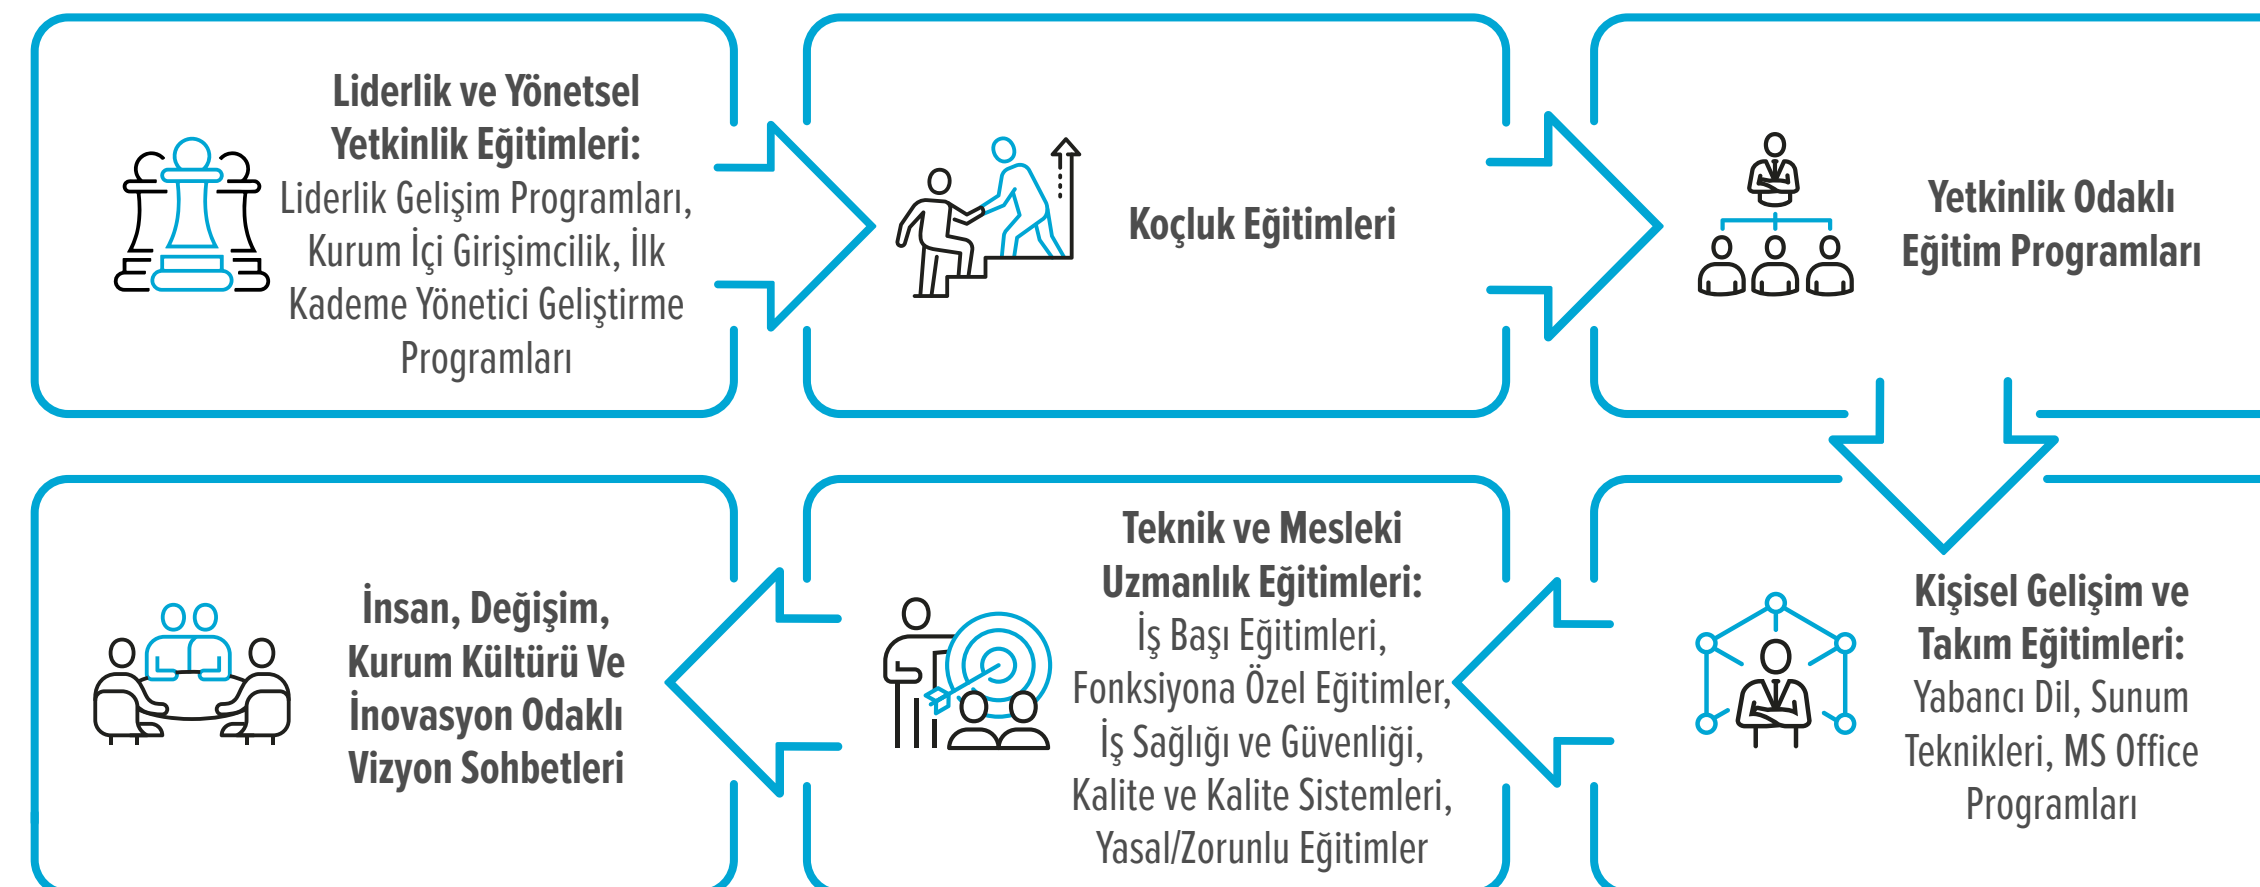 Liderlik ve Yönetsel
Yetkinlik Eğitimleri:
Liderlik Gelişim Programları,
Kurum İçi Girişimcilik, İlk
Kademe Yönetici Geliştirme
Programları
Koçluk Eğitimleri
Yetkinlik Odaklı
Eğitim Programları
Kişisel Gelişim ve
Takım Eğitimleri:
Yabancı Dil, Sunum
Teknikleri, MS Office
Programları
Teknik ve Mesleki
Uzmanlık Eğitimleri:
İş Başı Eğitimleri,
Fonksiyona Özel Eğitimler,
İş Sağlığı ve Güvenliği,
Kalite ve Kalite Sistemleri,
Yasal/Zorunlu Eğitimler
İnsan, Değişim,
Kurum Kültürü Ve
İnovasyon Odaklı
Vizyon Sohbetleri